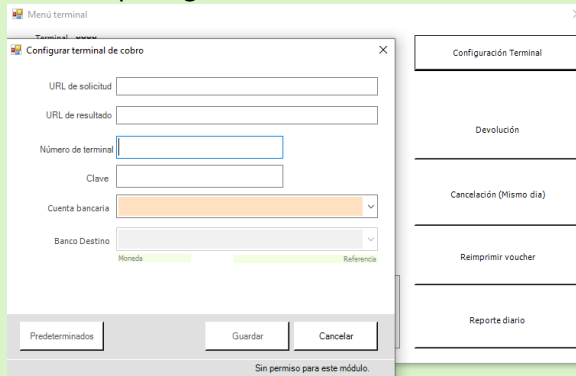 Menú terminal
Configurar terminal de cobro
Configuración Terminal
URL de solicitud
URL de resultado
Devolución
Número de terminal
Clave
Cancelación (Mismo dia)
Cuenta bancaria
Banco Destino
Moneda
Referencia
Reimprimir voucher
Reporte diario
Predeterminados
Guardar
Cancelar
Sin permiso para este módulo.